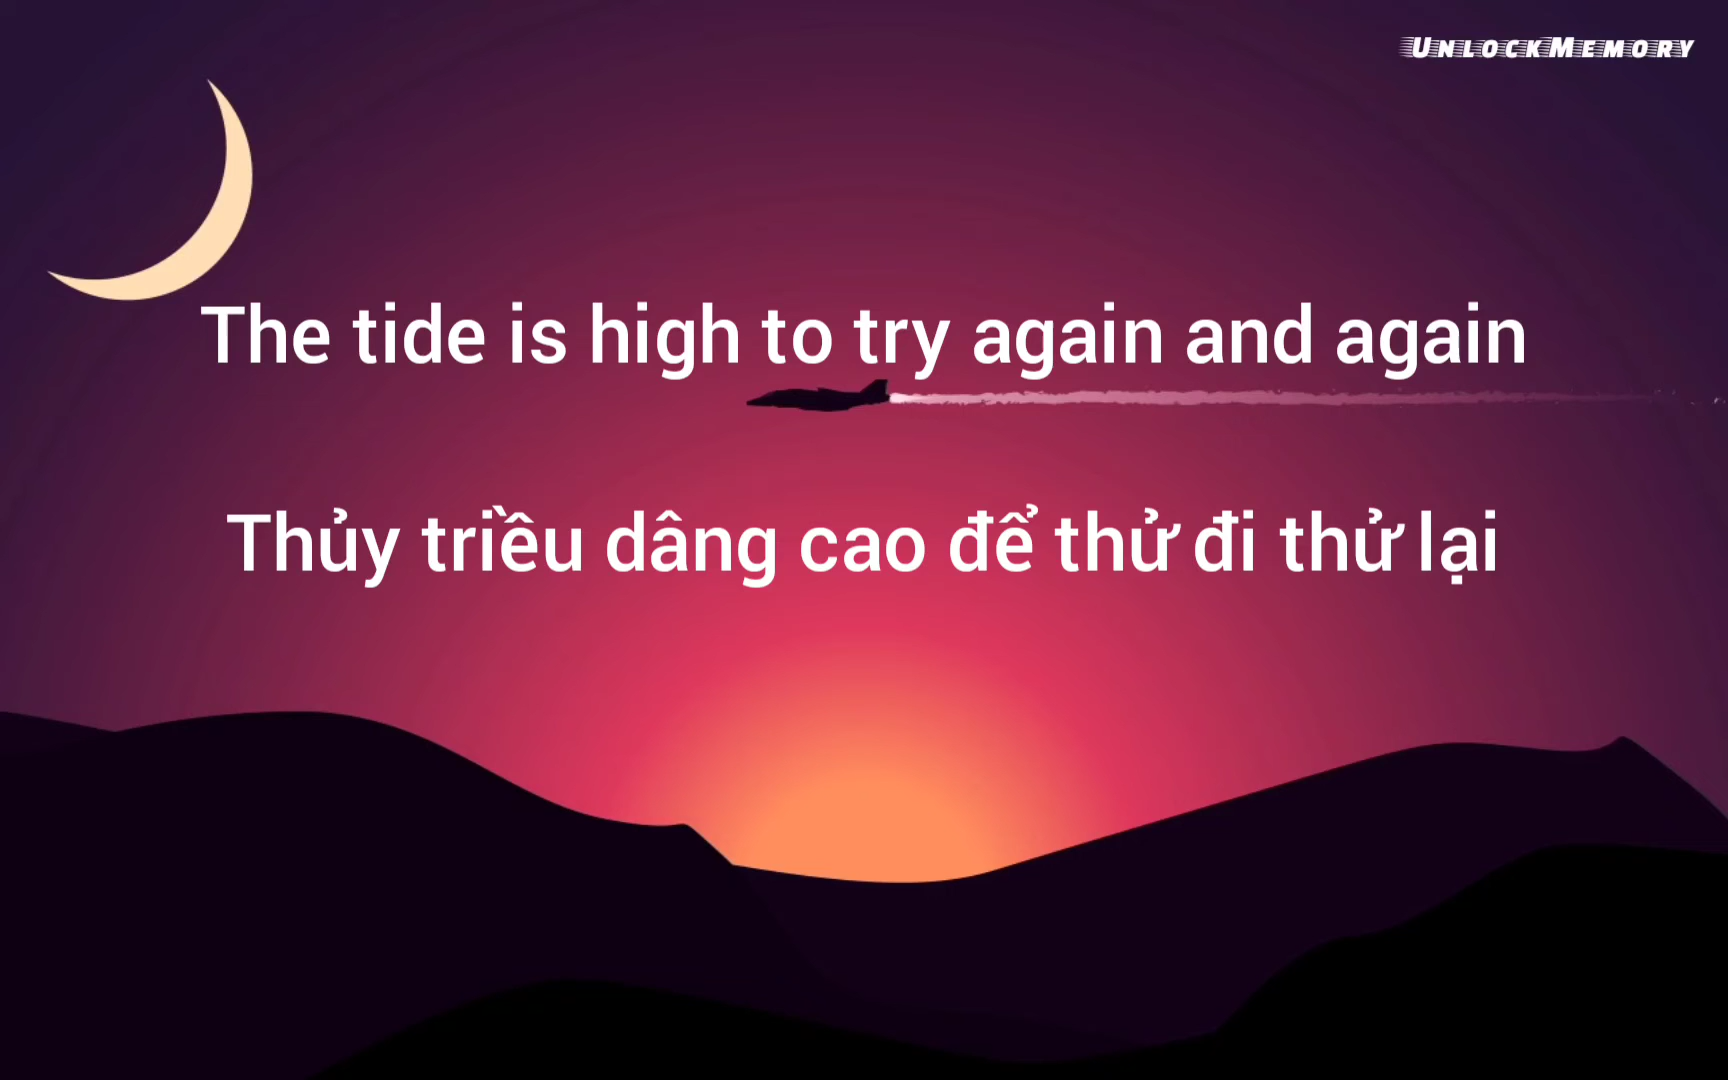 UnlockMemory
The tide is high to try again and again
Thủy triều dâng cao để thử đi thử lại